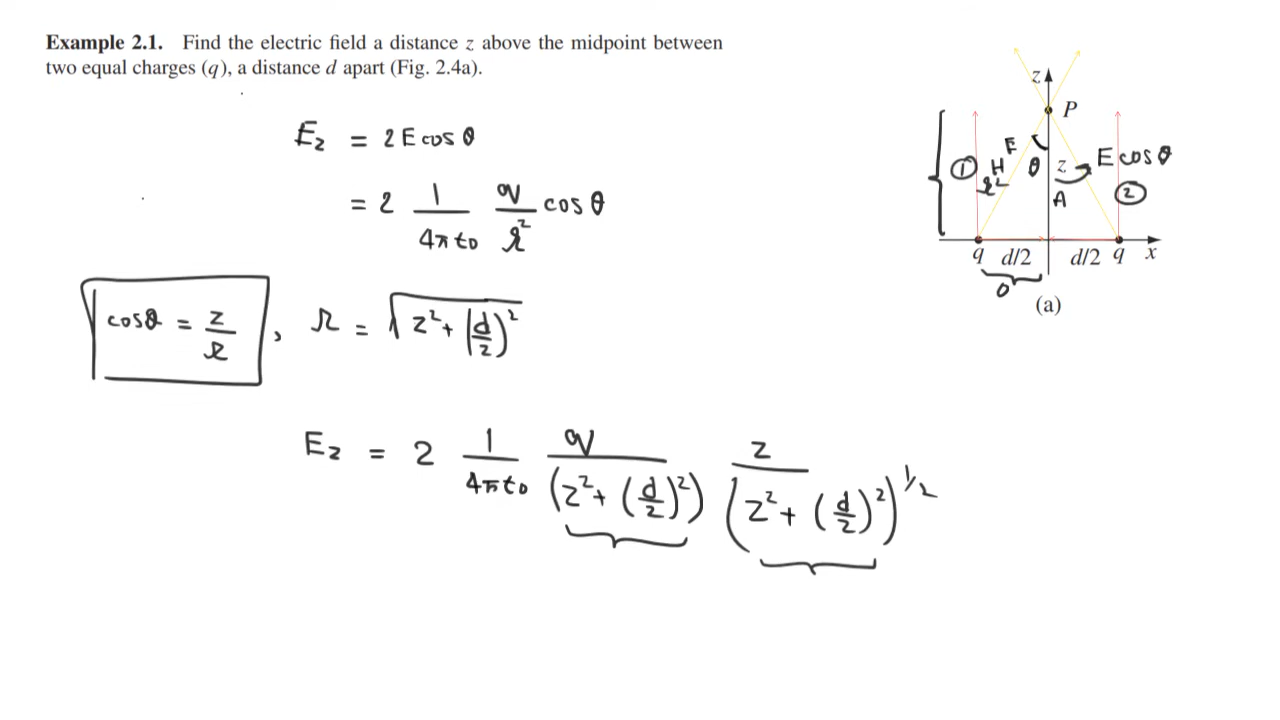 Example 2.1. Find the electric field a distance z above the midpoint between
two equal charges (q), a distance d apart (Fig. 2.4a).
E_z = 2 E cos θ
= 2 1/(4πε0) q/r² cos θ
cos θ = z/r , r = √(z² + (d/2)²)
E_z = 2 1/(4πε0) q/(z² + (d/2)²) z/(z² + (d/2)²)^(1/2)
z
P
① H E θ z E cos θ
r² A ②
q d/2 d/2 q x
O
(a)